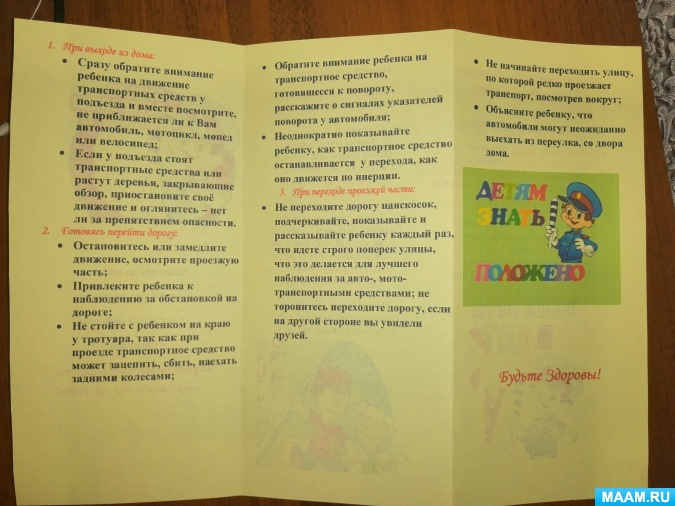 1. При выходе из дома:
• Сразу обратите внимание
ребенка на движение
транспортных средств у
подъезда и вместе посмотрите,
не приближается ли к Вам
автомобиль, мотоцикл, мопед
или велосипед;
• Если у подъезда стоят
транспортные средства или
растут деревья, закрывающие
обзор, приостановите своё
движение и оглянитесь – нет
ли за препятствием опасности.
2. Готовясь перейти дорогу:
• Остановитесь или замедлите
движение, осмотрите проезжую
часть;
• Привлеките ребенка к
наблюдению за обстановкой на
дороге;
• Не стойте с ребенком на краю
у тротуара, так как при
проезде транспортное средство
может зацепить, сбить, наехать
задними колесами;
• Обратите внимание ребенка на
транспортное средство,
готовящееся к повороту,
расскажите о сигналах указателей
поворота у автомобиля;
• Неоднократно показывайте
ребенку, как транспортное средство
останавливается у перехода, как
оно движется по инерции.
3. При переходе проезжей части:
• Не переходите дорогу наискосок,
подчеркивайте, показывайте и
рассказывайте ребенку каждый раз,
что идете строго поперек улицы,
что это делается для лучшего
наблюдения за авто-, мото-
транспортными средствами; не
торопитесь переходить дорогу, если
на другой стороне вы увидели
друзей.
• Не начинайте переходить улицу,
по которой редко проезжает
транспорт, посмотрев вокруг;
• Объясните ребенку, что
автомобили могут неожиданно
выехать из переулка, со двора
дома.
ДЕТЯМ
ЗНАТЬ
ПОЛОЖЕНО
Будьте Здоровы!
MAAM.RU